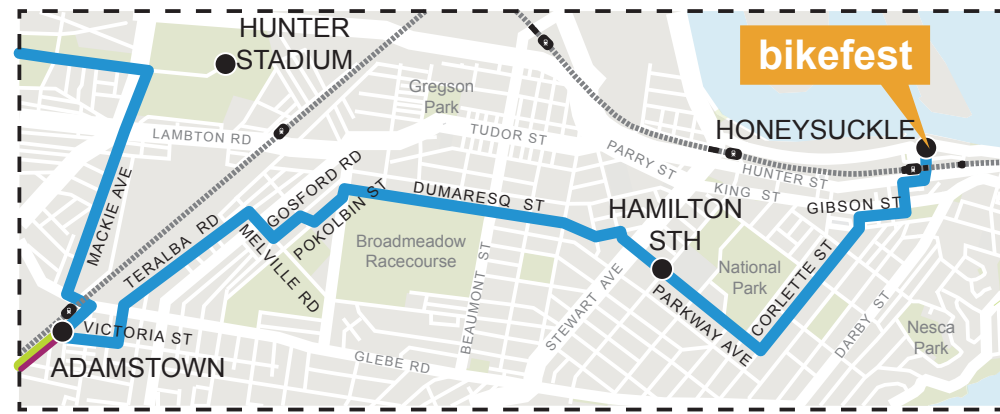 HUNTER
STADIUM
bikefest
Gregson
Park
HONEYSUCKLE
LAMBTON RD
TUDOR ST
PARRY ST
HUNTER ST
KING ST
GIBSON ST
MACKIE AVE
TERALBA RD
GOSFORD RD
MELVILLE RD
POKOLBIN ST
DUMARESQ ST
HAMILTON
STH
Broadmeadow
Racecourse
BEAUMONT ST
STEWART AVE
National
Park
PARKWAY AVE
CORLETTE ST
DARBY ST
Nesca
Park
VICTORIA ST
GLEBE RD
ADAMSTOWN